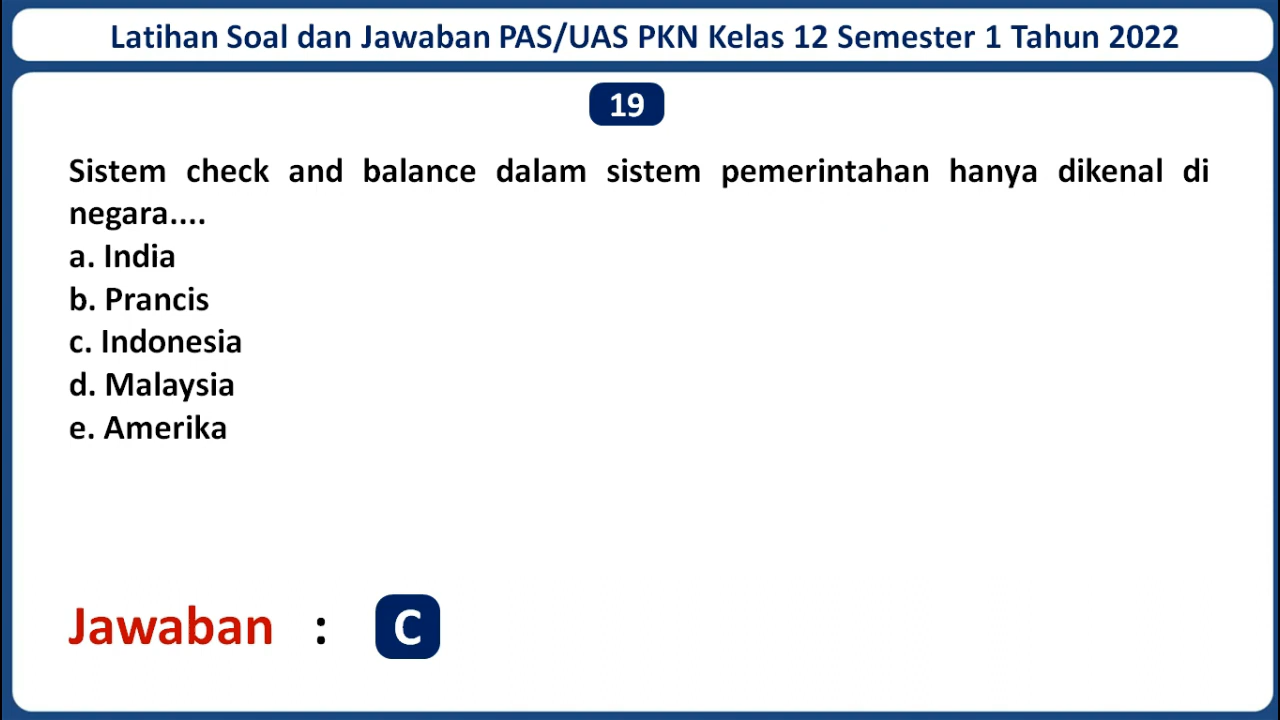 Latihan Soal dan Jawaban PAS/UAS PKN Kelas 12 Semester 1 Tahun 2022
19
Sistem check and balance dalam sistem pemerintahan hanya dikenal di
negara....
a. India
b. Prancis
c. Indonesia
d. Malaysia
e. Amerika
Jawaban : C